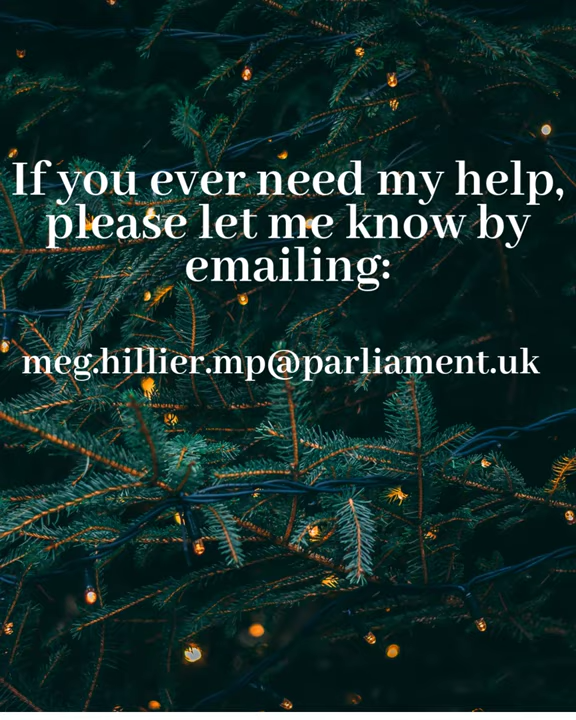 If you ever need my help,
please let me know by
emailing:
meg.hillier.mp@parliament.uk